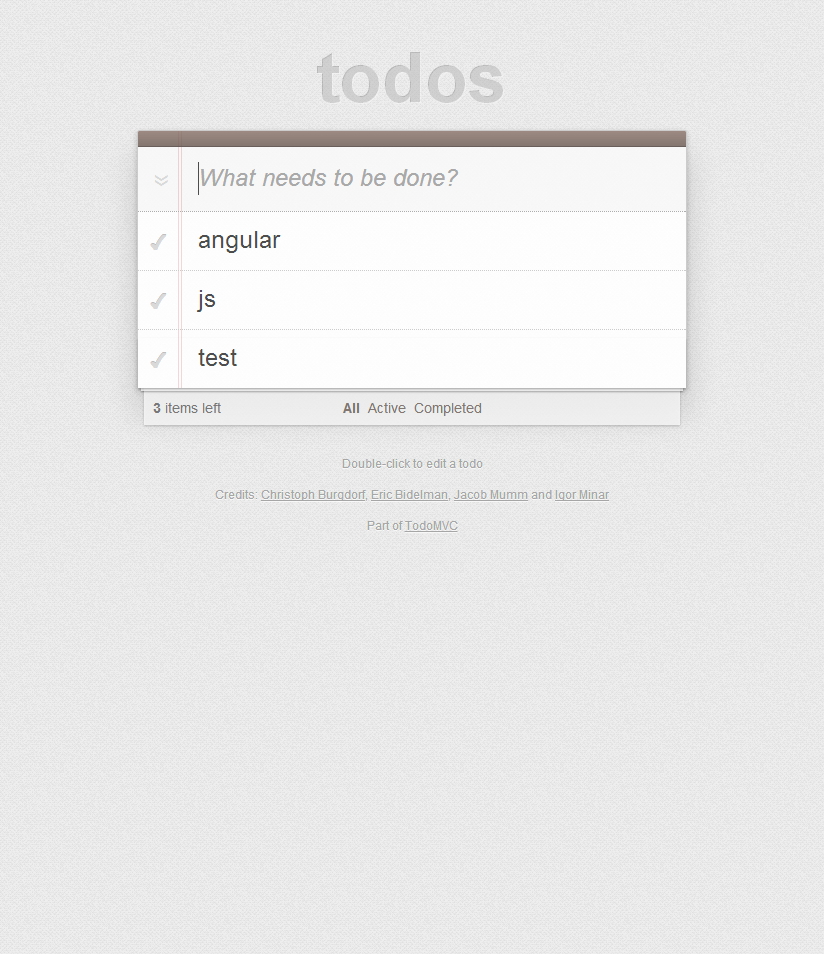 todos
What needs to be done?
angular
js
test
3 items left All Active Completed
Double-click to edit a todo
Credits: Christoph Burgdorf, Eric Bidelman, Jacob Mumm and Igor Minar
Part of TodoMVC